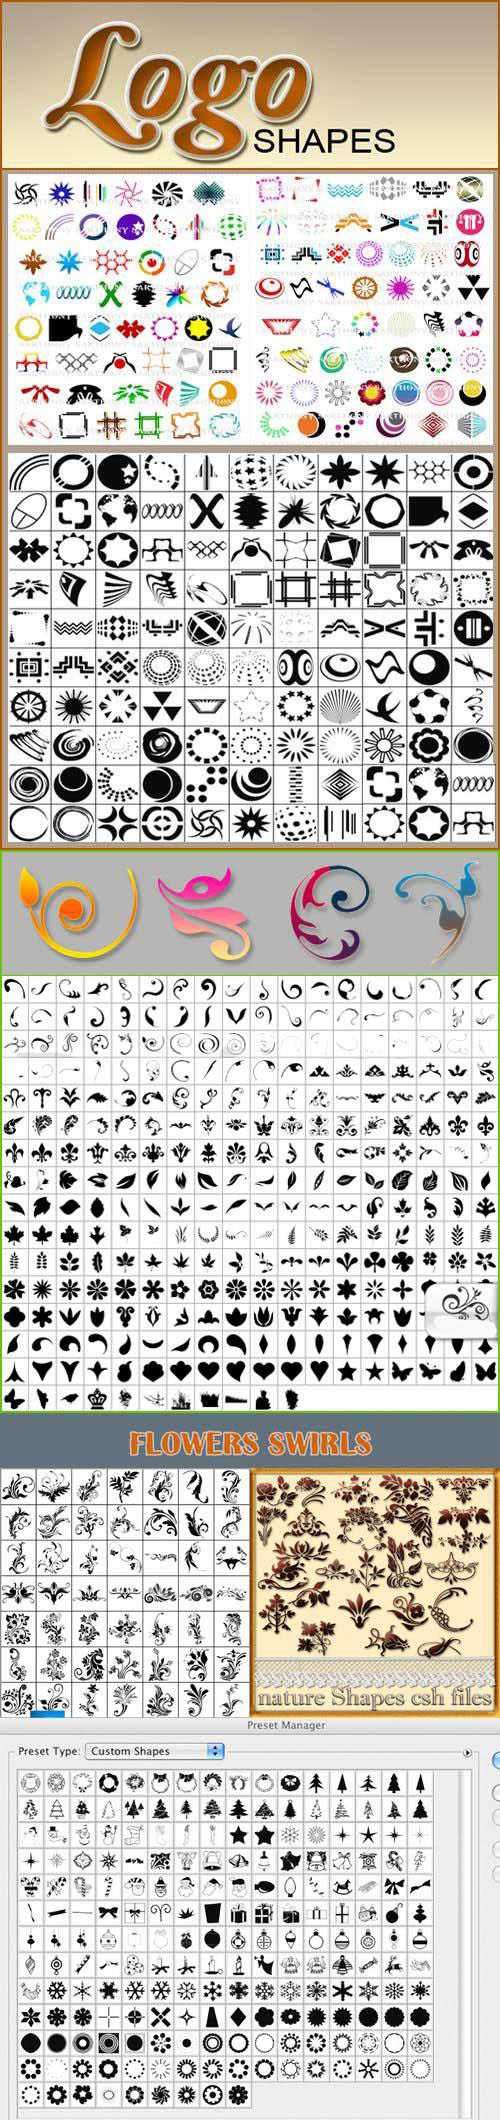 Logo
SHAPES
FLOWERS SWIRLS
nature Shapes csh files
Preset Manager
Preset Type: Custom Shapes